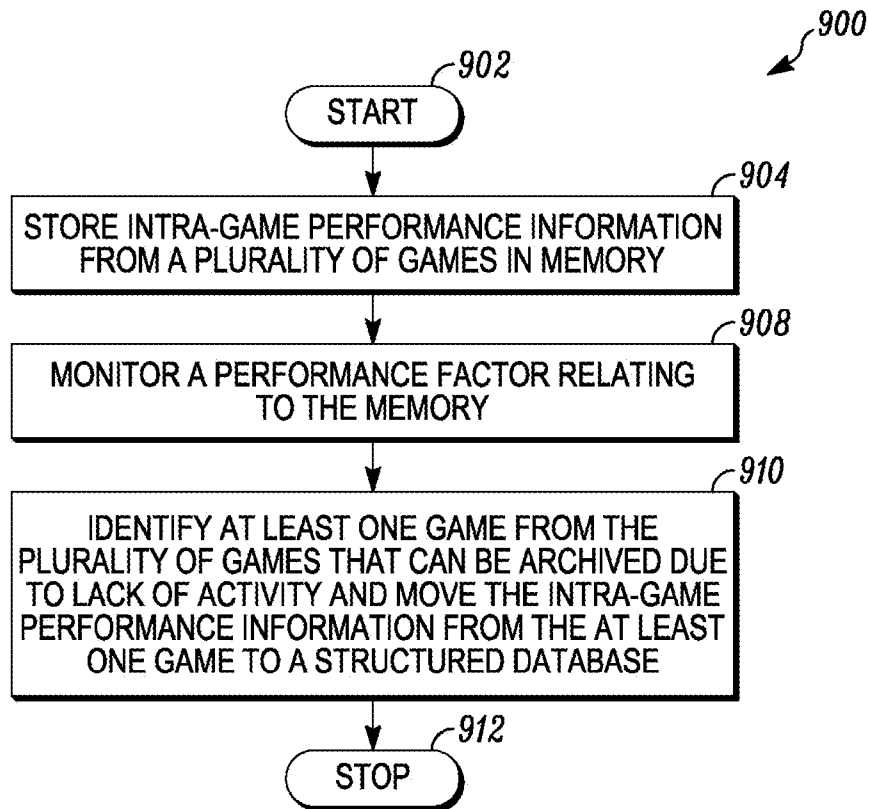 900
902
START
904
STORE INTRA-GAME PERFORMANCE INFORMATION
FROM A PLURALITY OF GAMES IN MEMORY
908
MONITOR A PERFORMANCE FACTOR RELATING
TO THE MEMORY
910
IDENTIFY AT LEAST ONE GAME FROM THE
PLURALITY OF GAMES THAT CAN BE ARCHIVED DUE
TO LACK OF ACTIVITY AND MOVE THE INTRA-GAME
PERFORMANCE INFORMATION FROM THE AT LEAST
ONE GAME TO A STRUCTURED DATABASE
912
STOP